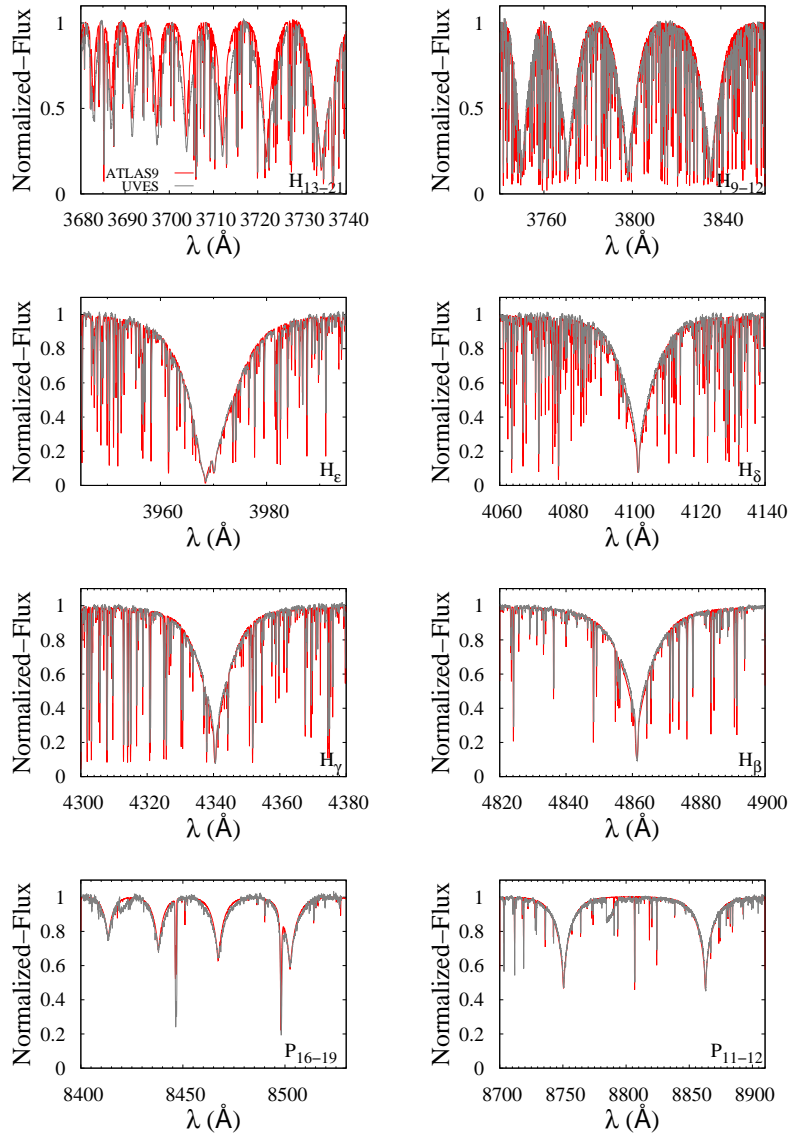 Normalized-Flux
1
0.5
0
ATLAS9
UVES
H13-21
3680 3690 3700 3710 3720 3730 3740
λ (Å)
Normalized-Flux
1
0.5
0
H9-12
3760 3800 3840
λ (Å)
Normalized-Flux
1
0.8
0.6
0.4
0.2
0
Hε
3960 3980
λ (Å)
Normalized-Flux
1
0.8
0.6
0.4
0.2
0
Hδ
4060 4080 4100 4120 4140
λ (Å)
Normalized-Flux
1
0.8
0.6
0.4
0.2
0
Hγ
4300 4320 4340 4360 4380
λ (Å)
Normalized-Flux
1
0.8
0.6
0.4
0.2
0
Hβ
4820 4840 4860 4880 4900
λ (Å)
Normalized-Flux
1
0.8
0.6
0.4
0.2
0
P16-19
8400 8450 8500
λ (Å)
Normalized-Flux
1
0.8
0.6
0.4
0.2
0
P11-12
8700 8750 8800 8850 8900
λ (Å)